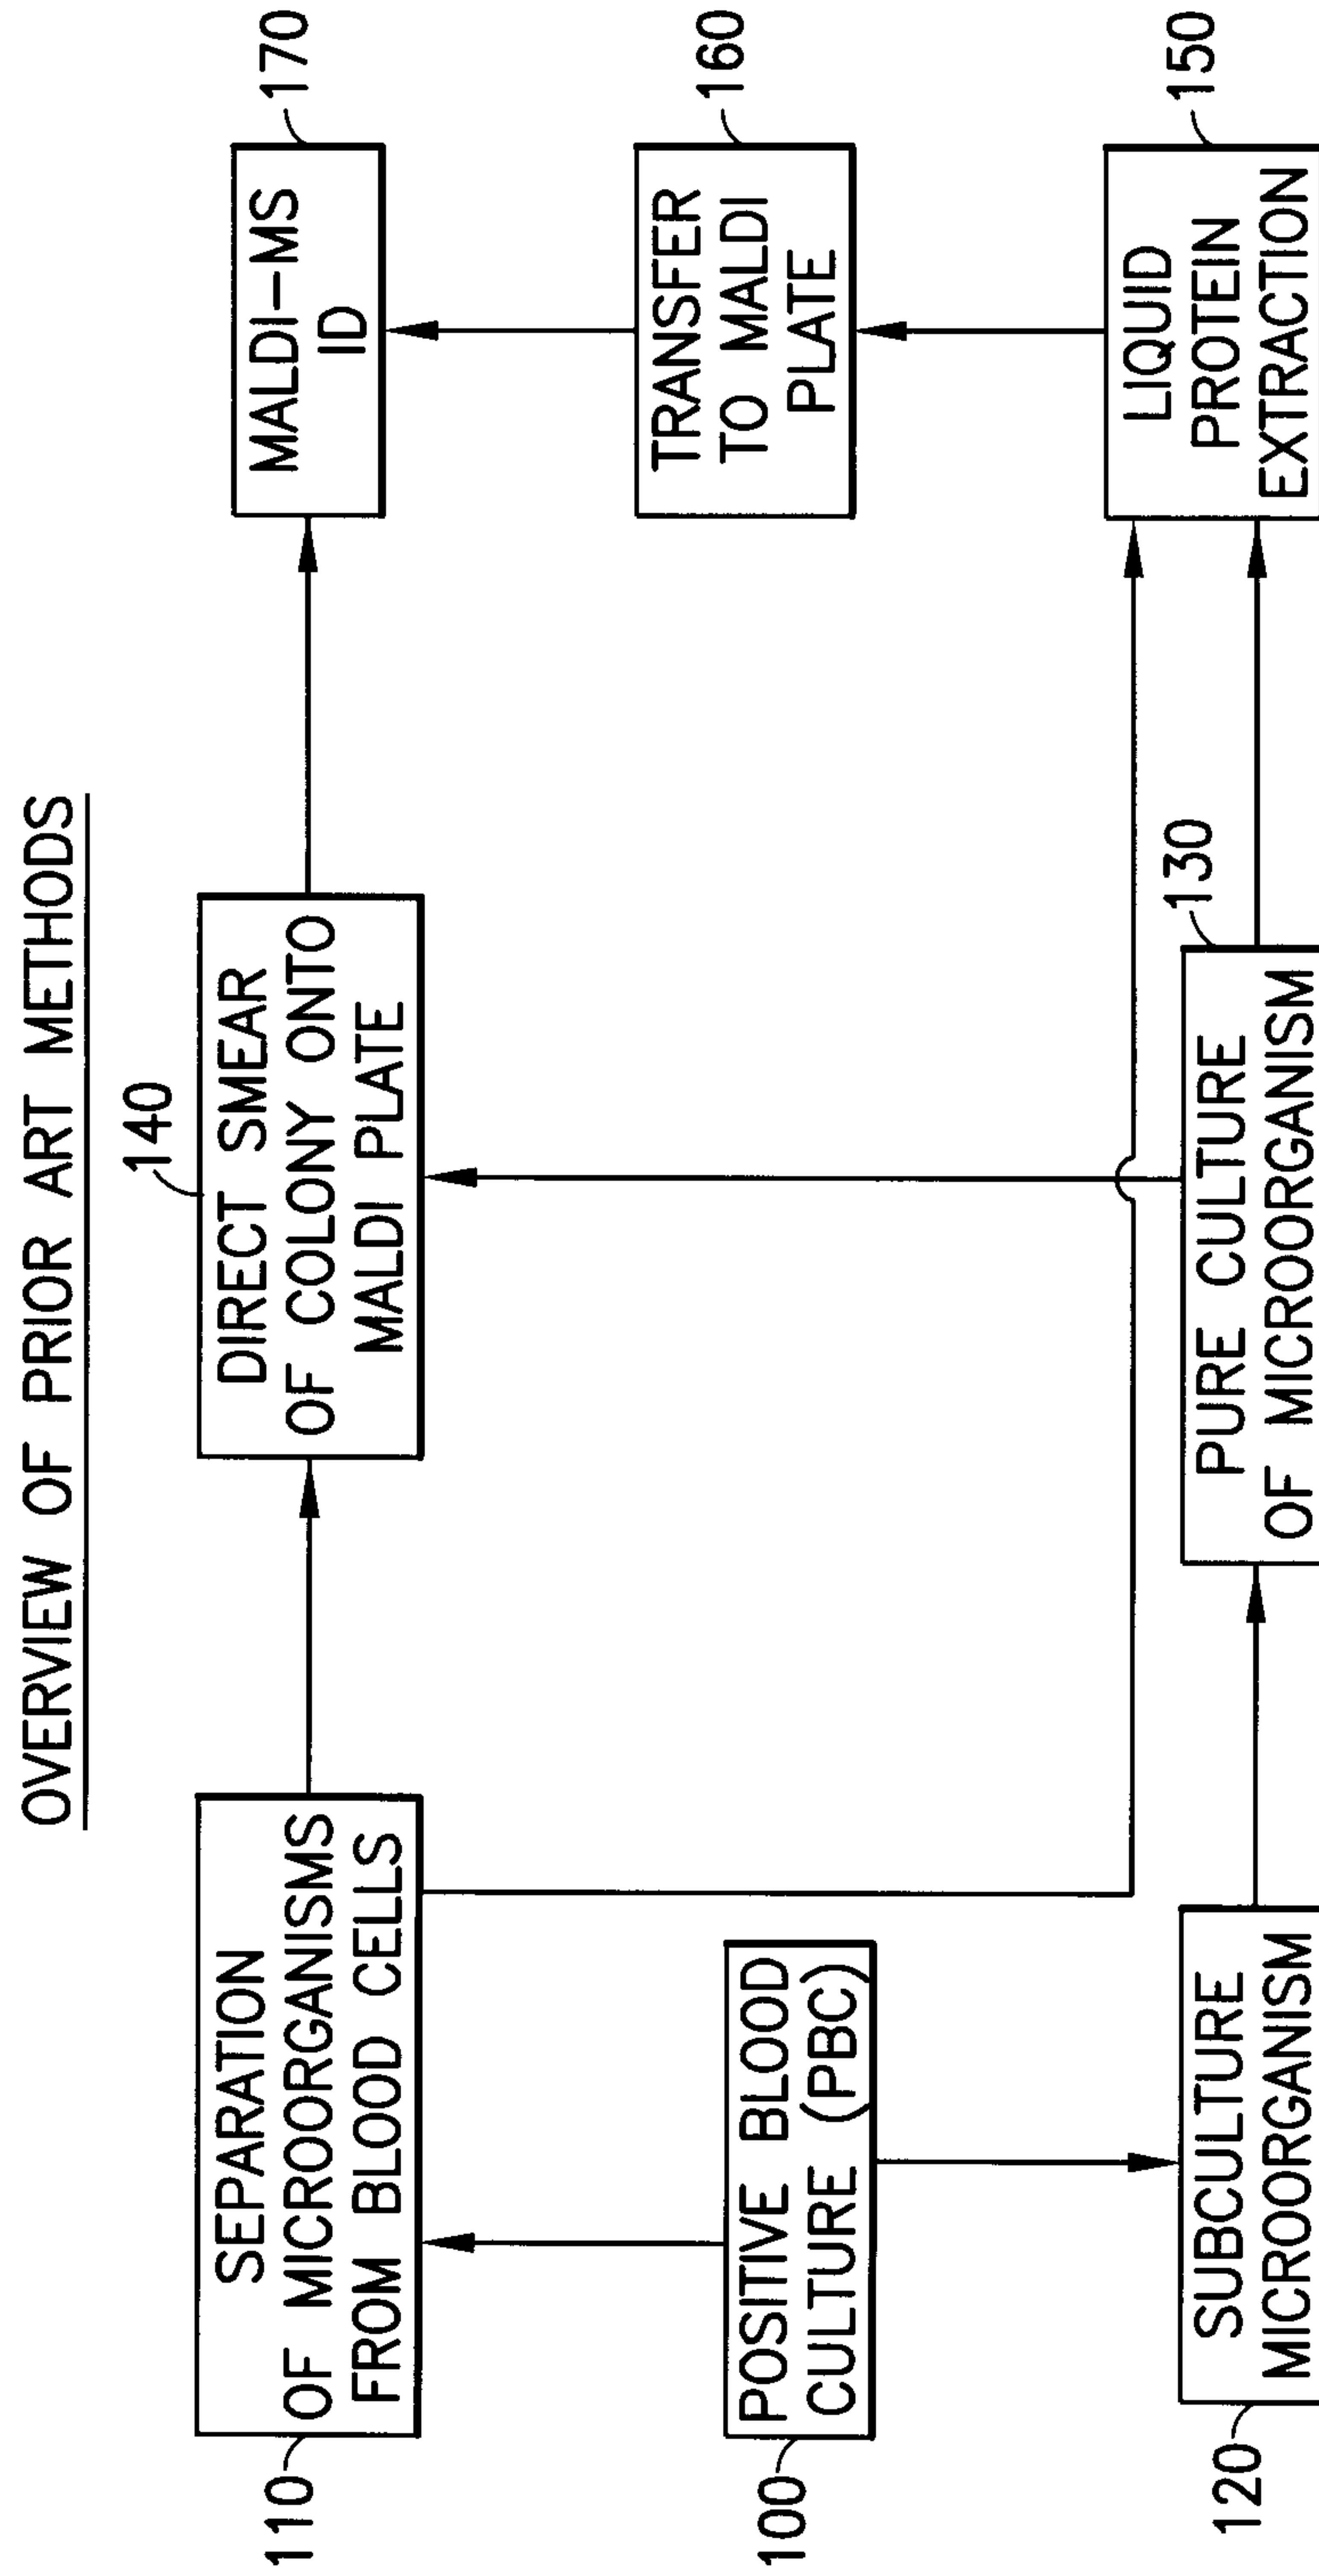 OVERVIEW OF PRIOR ART METHODS
110
SEPARATION
OF MICROORGANISMS
FROM BLOOD CELLS
140
DIRECT SMEAR
OF COLONY ONTO
MALDI PLATE
MALDI-MS
ID
170
100
POSITIVE BLOOD
CULTURE (PBC)
TRANSFER
TO MALDI
PLATE
160
120
SUBCULTURE
MICROORGANISM
130
PURE CULTURE
OF MICROORGANISM
LIQUID
PROTEIN
EXTRACTION
150